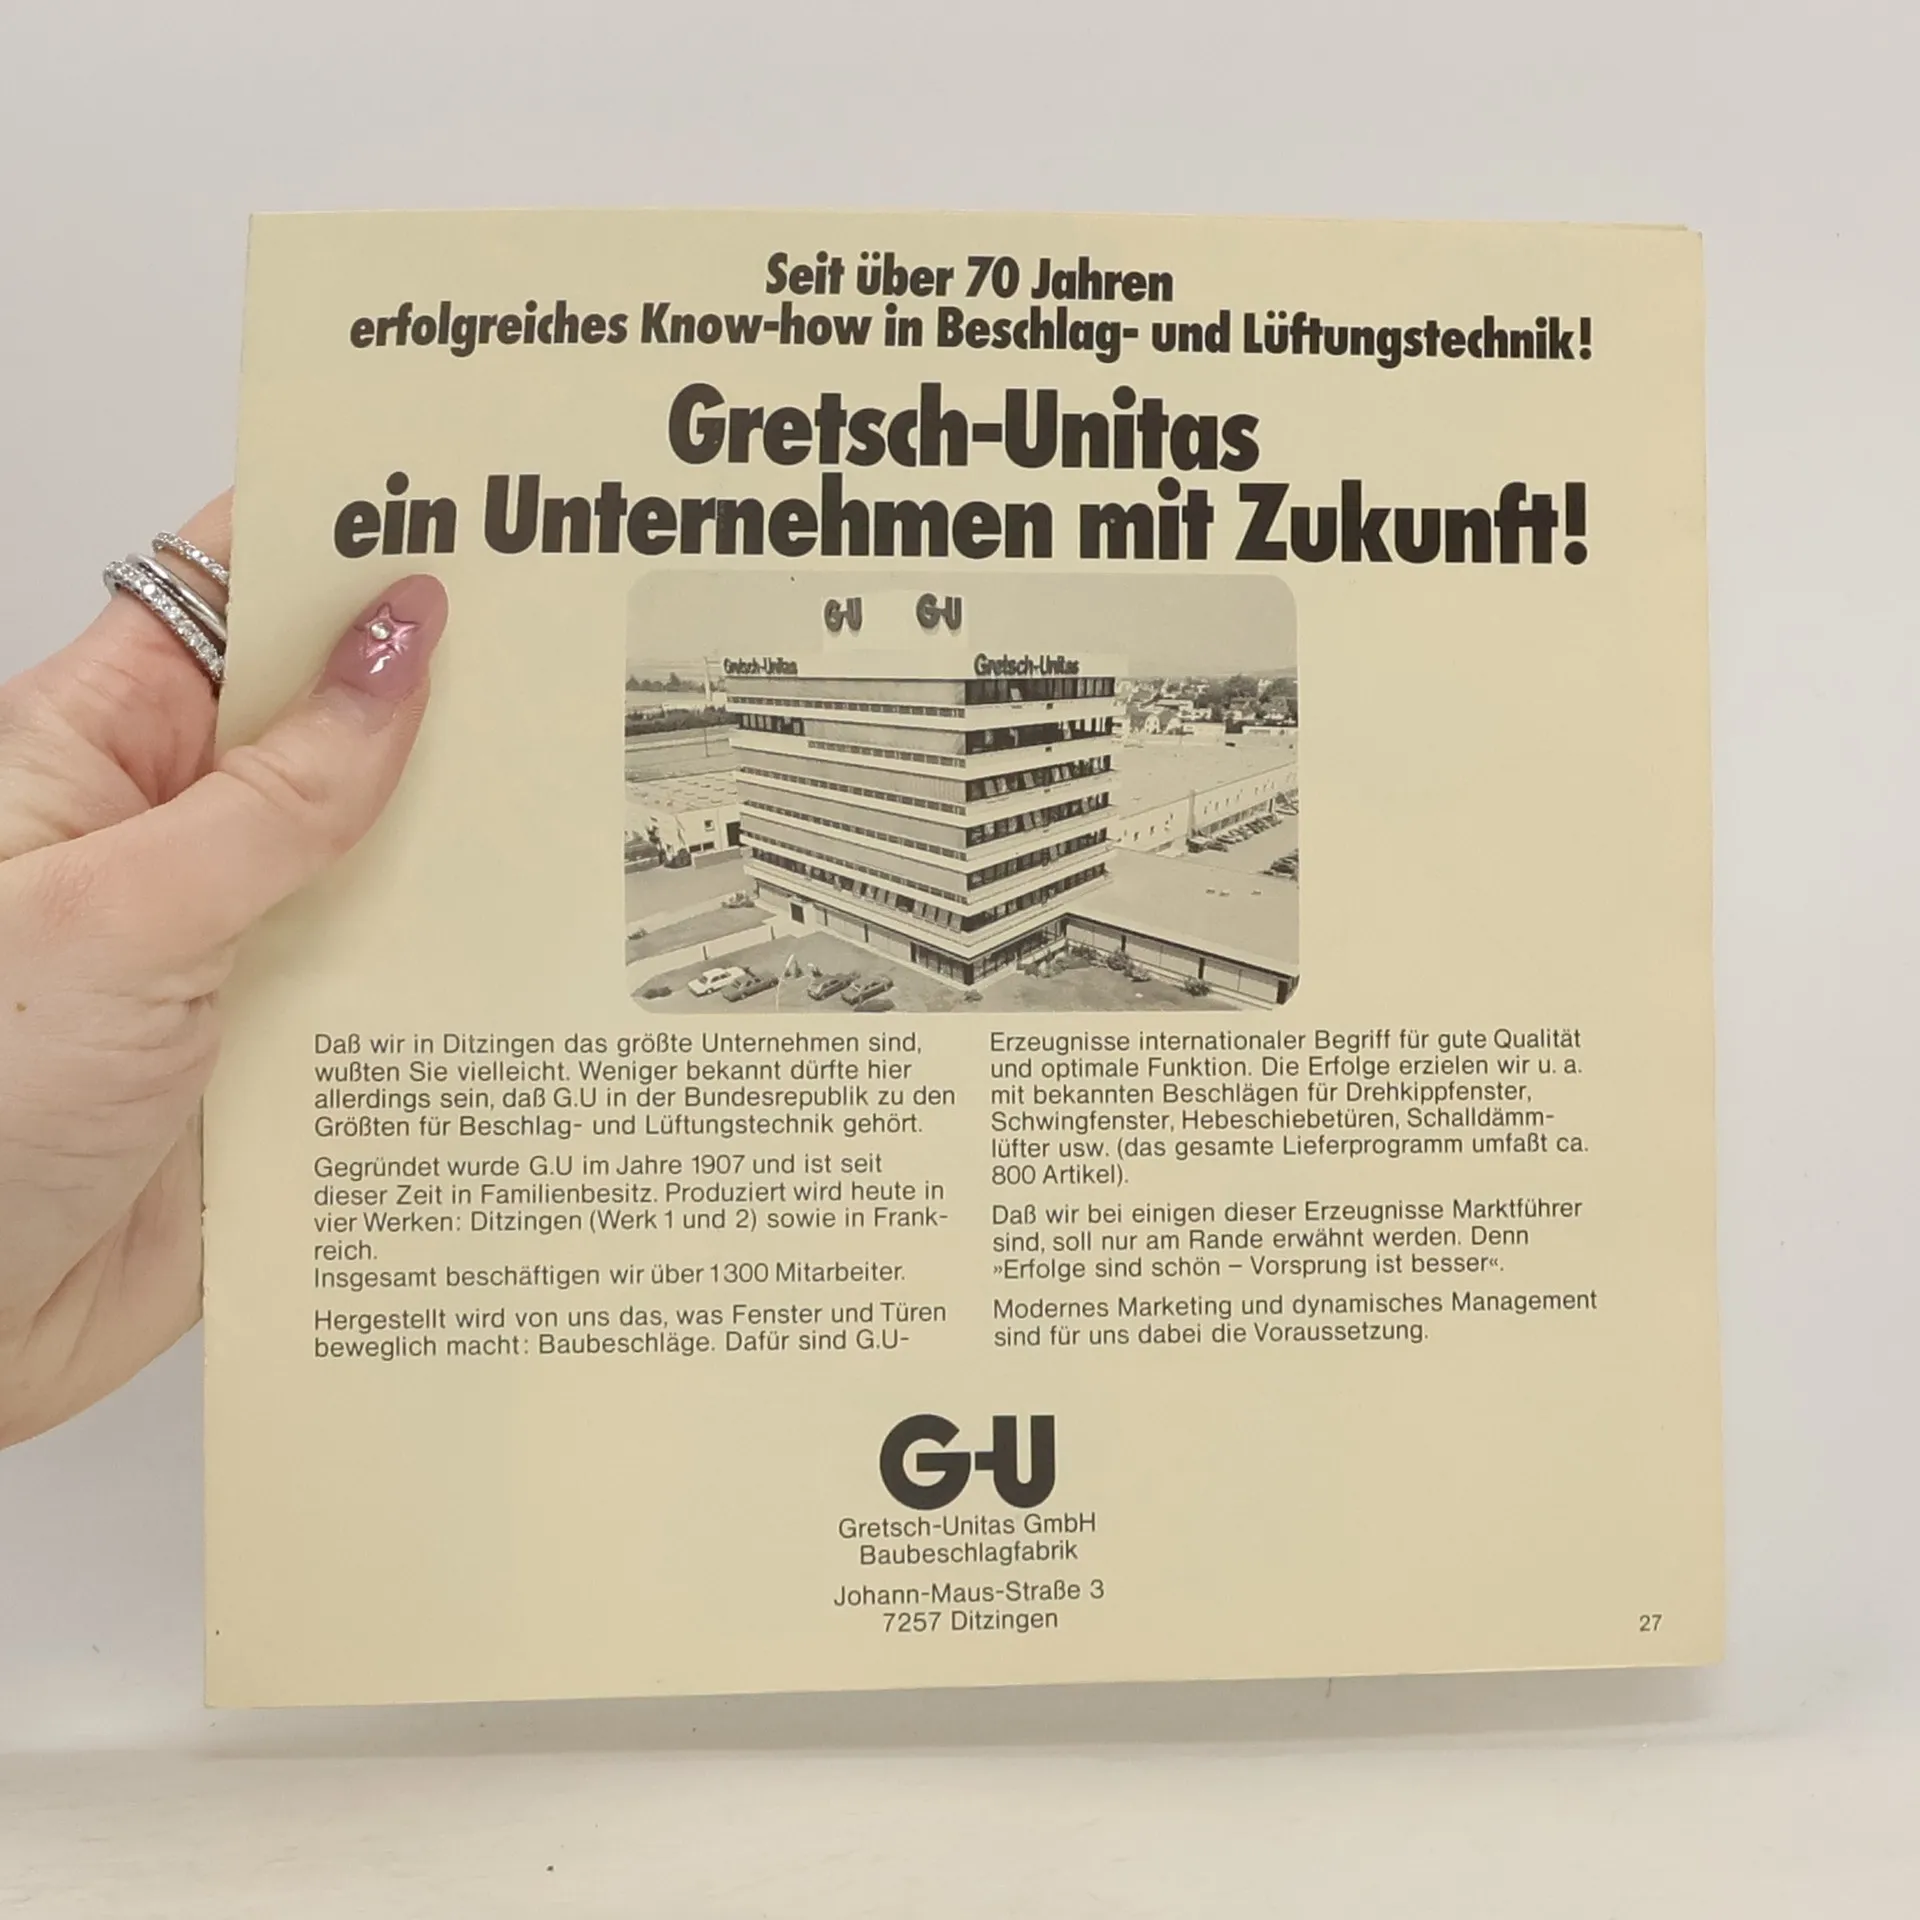 Seit über 70 Jahren
erfolgreiches Know-how in Beschlag- und Lüftungstechnik!
Gretsch-Unitas
ein Unternehmen mit Zukunft!
G-U G-U
Gretsch-Unitas Gretsch-Unitas
Daß wir in Ditzingen das größte Unternehmen sind,
wußten Sie vielleicht. Weniger bekannt dürfte hier
allerdings sein, daß G.U in der Bundesrepublik zu den
Größten für Beschlag- und Lüftungstechnik gehört.
Gegründet wurde G.U im Jahre 1907 und ist seit
dieser Zeit in Familienbesitz. Produziert wird heute in
vier Werken: Ditzingen (Werk 1 und 2) sowie in Frank-
reich.
Insgesamt beschäftigen wir über 1300 Mitarbeiter.
Hergestellt wird von uns das, was Fenster und Türen
beweglich macht: Baubeschläge. Dafür sind G.U-
Erzeugnisse internationaler Begriff für gute Qualität
und optimale Funktion. Die Erfolge erzielen wir u. a.
mit bekannten Beschlägen für Drehkippfenster,
Schwingfenster, Hebeschiebetüren, Schalldämm-
lüfter usw. (das gesamte Lieferprogramm umfaßt ca.
800 Artikel).
Daß wir bei einigen dieser Erzeugnisse Marktführer
sind, soll nur am Rande erwähnt werden. Denn
»Erfolge sind schön – Vorsprung ist besser«.
Modernes Marketing und dynamisches Management
sind für uns dabei die Voraussetzung.
G-U
Gretsch-Unitas GmbH
Baubeschlagfabrik
Johann-Maus-Straße 3
7257 Ditzingen
27